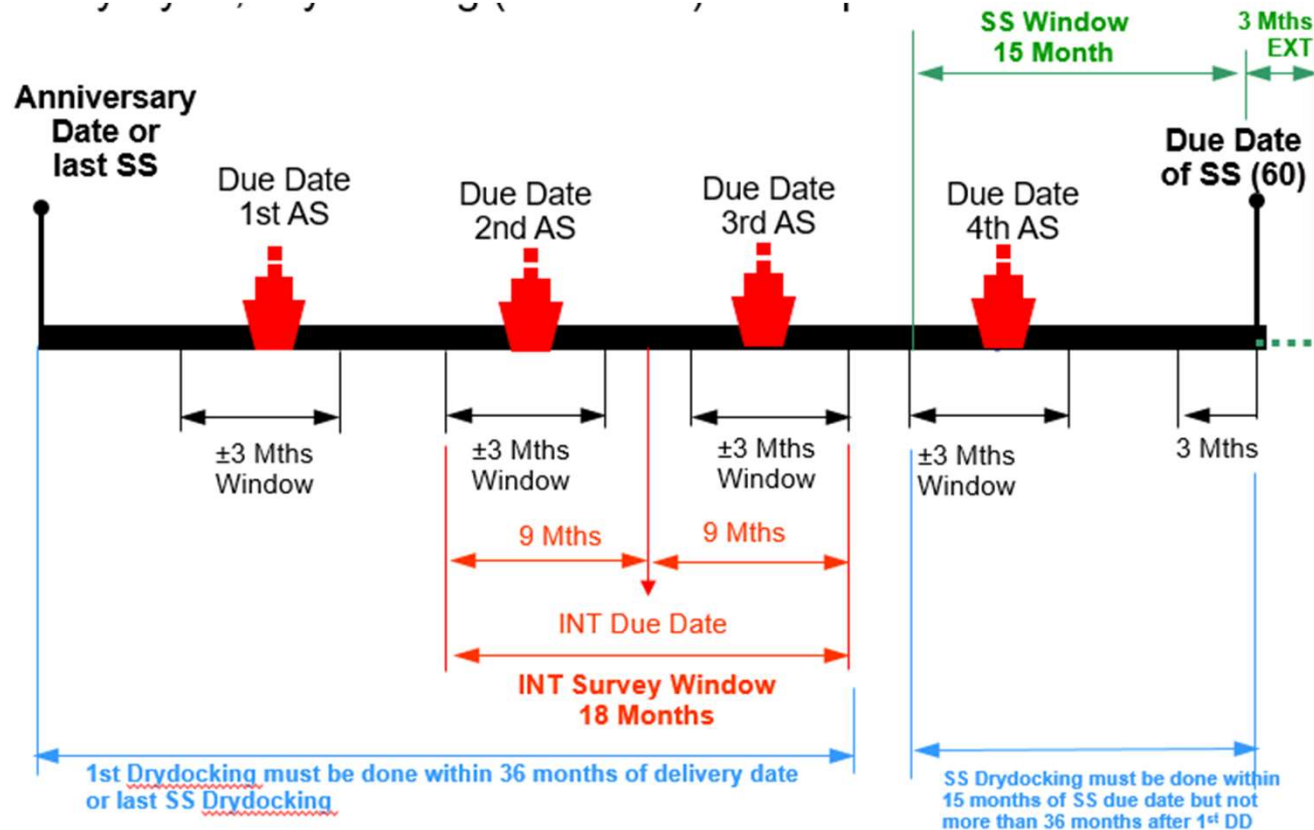 SS Window
15 Month
3 Mths
EXT
Anniversary
Date or
last SS
Due Date
1st AS
Due Date
2nd AS
Due Date
3rd AS
Due Date
4th AS
Due Date
of SS (60)
±3 Mths
Window
±3 Mths
Window
±3 Mths
Window
±3 Mths
Window
3 Mths
9 Mths
9 Mths
INT Due Date
INT Survey Window
18 Months
1st Drydocking must be done within 36 months of delivery date
or last SS Drydocking
SS Drydocking must be done within
15 months of SS due date but not
more than 36 months after 1st DD